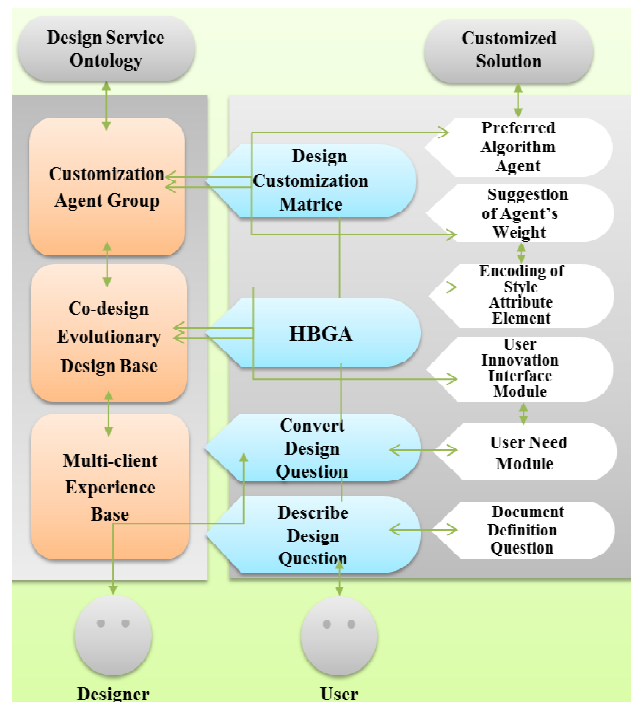 Design Service
Ontology
Customized
Solution
Customization
Agent Group
Design
Customization
Matrice
Preferred
Algorithm
Agent
Suggestion
of Agent's
Weight
Co-design
Evolutionary
Design Base
HBGA
Encoding of
Style
Attribute
Element
User
Innovation
Interface
Module
Multi-client
Experience
Base
Convert
Design
Question
User Need
Module
Describe
Design
Question
Document
Definition
Question
Designer
User